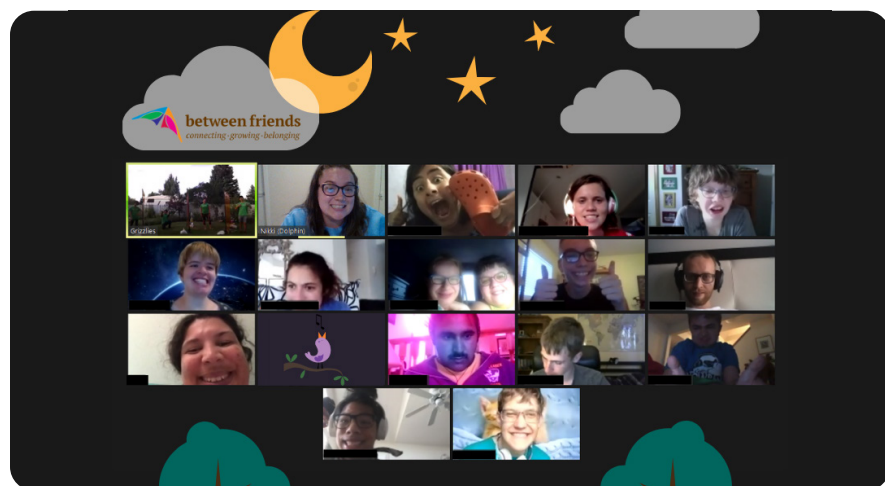 between friends
connecting-growing-belonging
Grizzlies
Nikki (Dolphin)